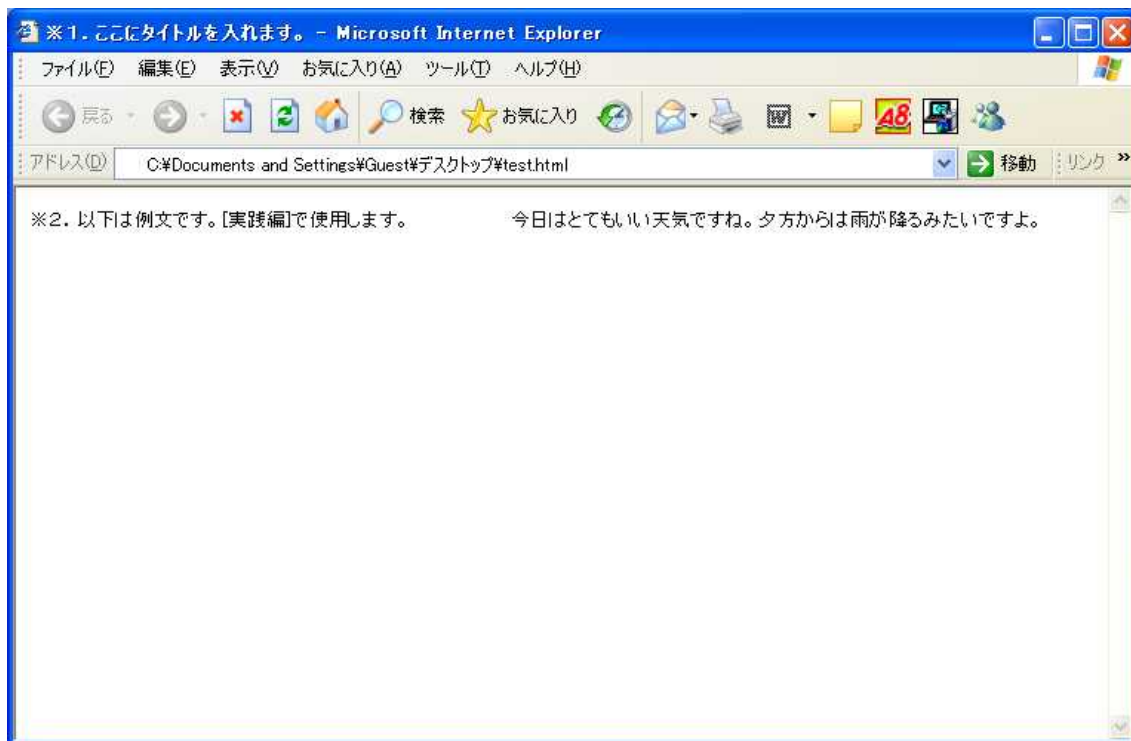 ※1. ここにタイトルを入れます。 - Microsoft Internet Explorer
ファイル(F) 編集(E) 表示(V) お気に入り(A) ツール(T) ヘルプ(H)
戻る 検索 お気に入り W A8
アドレス(D) C:¥Documents and Settings¥Guest¥デスクトップ¥test.html 移動 リンク »
※2. 以下は例文です。[実践編]で使用します。 今日はとてもいい天気ですね。夕方からは雨が降るみたいですよ。